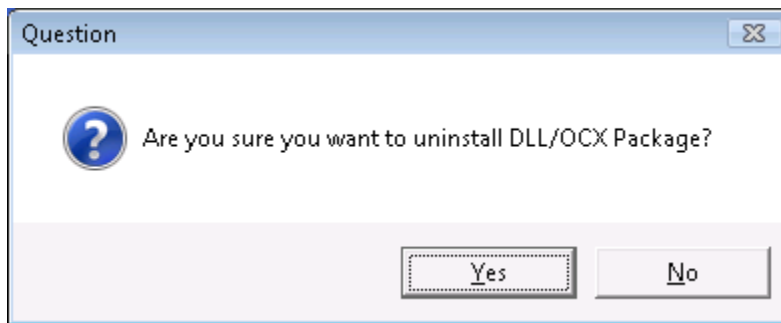 Question
Are you sure you want to uninstall DLL/OCX Package?
Yes
No